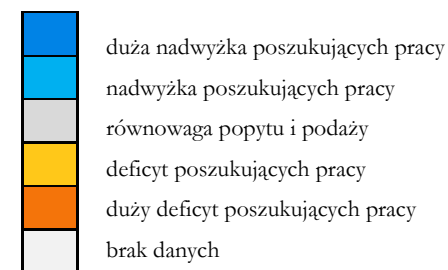 duża nadwyżka poszukujących pracy
nadwyżka poszukujących pracy
równowaga popytu i podaży
deficyt poszukujących pracy
duży deficyt poszukujących pracy
brak danych